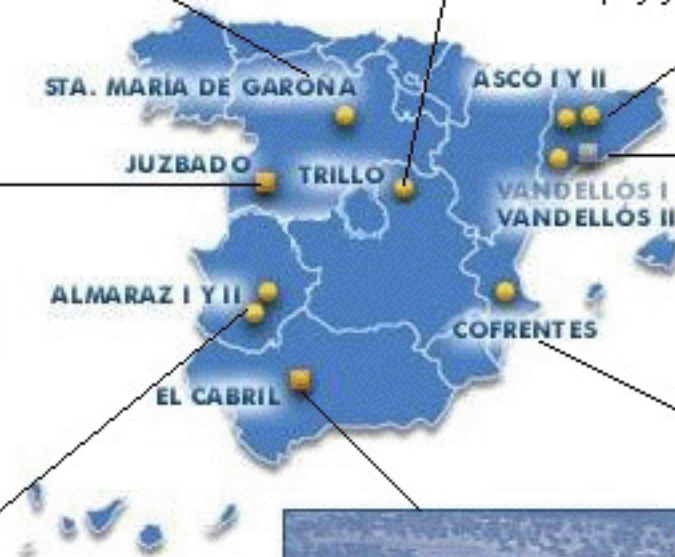 STA. MARÍA DE GAROÑA
ASCÓ I Y II
JUZBADO
TRILLO
VANDELLÓS I
VANDELLÓS II
ALMARAZ I Y II
COFRENTES
EL CABRIL